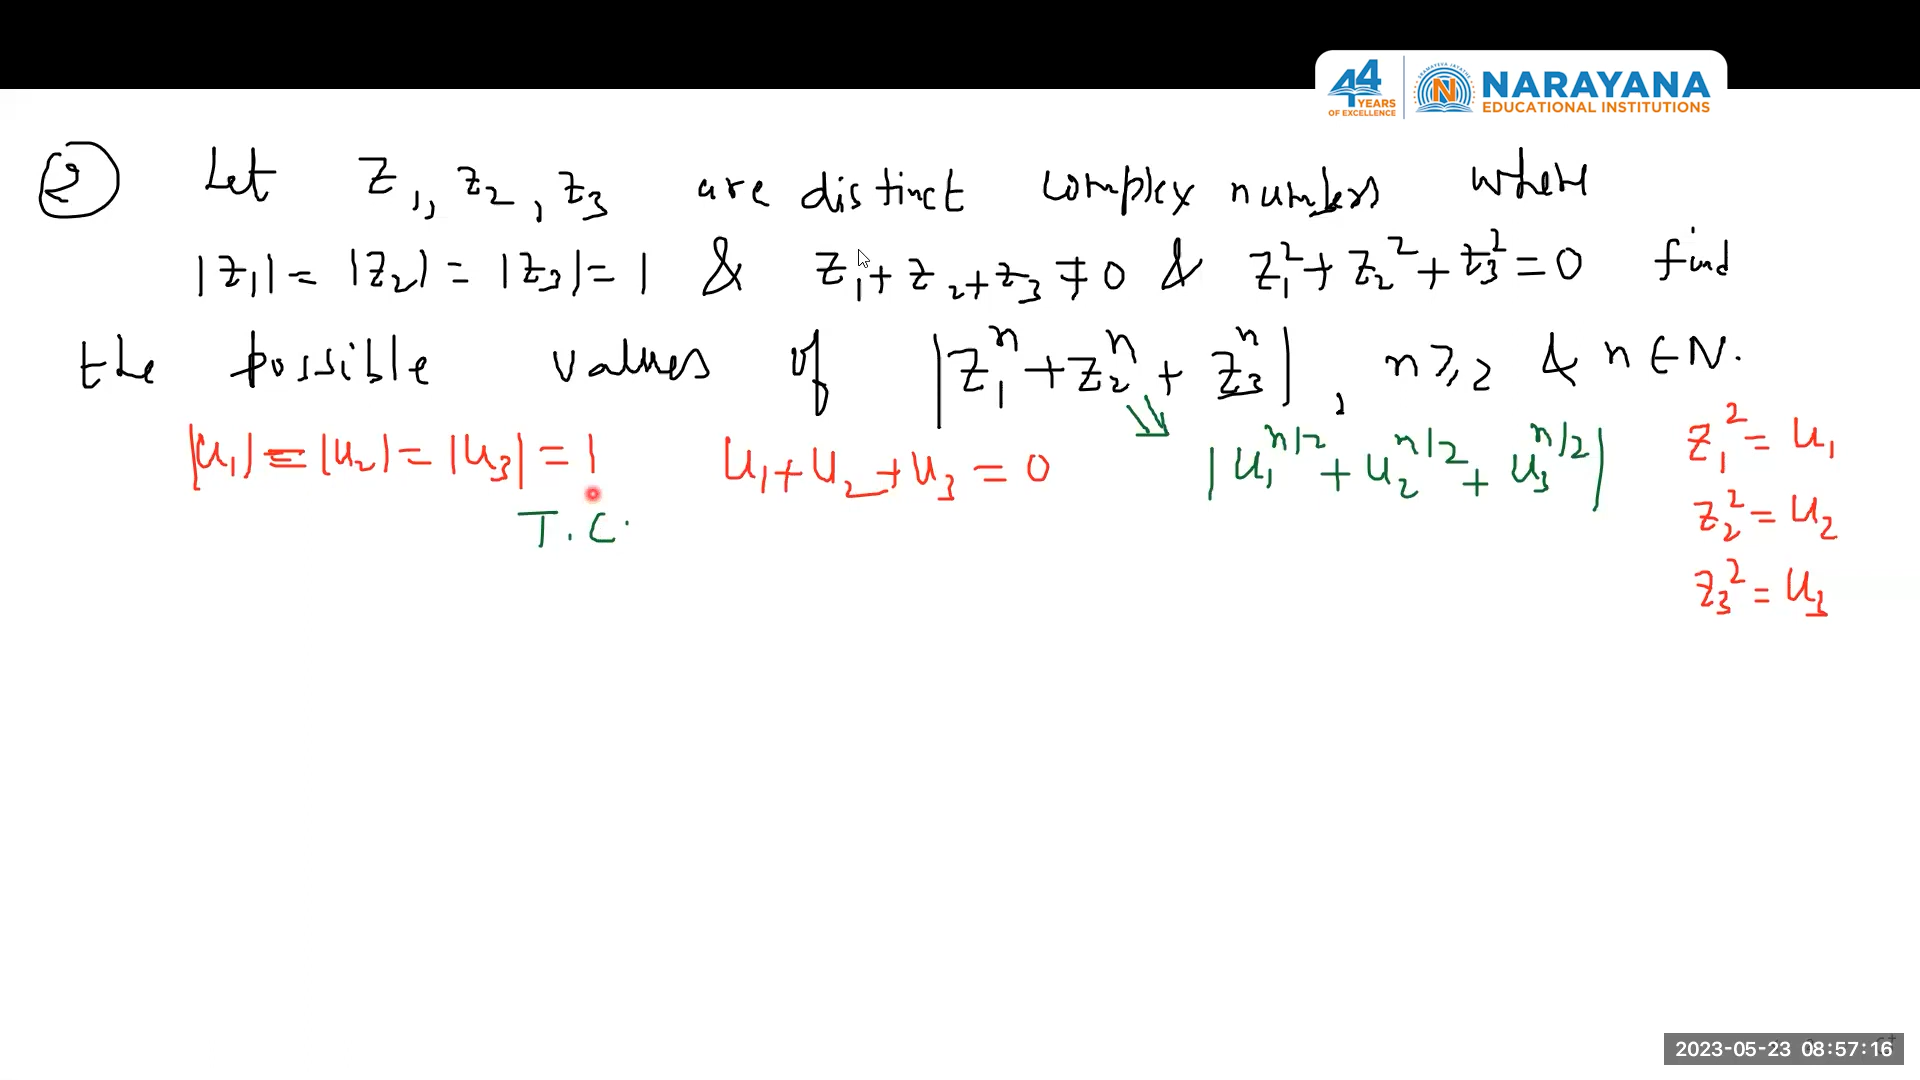 44 YEARS OF EXCELLENCE NARAYANA EDUCATIONAL INSTITUTIONS
② Let z₁, z₂, z₃ are distinct complex numbers where
|z₁| = |z₂| = |z₃| = 1 & z₁ + z₂ + z₃ ≠ 0 & z₁² + z₂² + z₃² = 0 find
the possible values of |z₁ⁿ + z₂ⁿ + z₃ⁿ|, n ⩾ 2 & n ∈ N.
|u₁| = |u₂| = |u₃| = 1 u₁ + u₂ + u₃ = 0 |u₁^{n/2} + u₂^{n/2} + u₃^{n/2}| z₁² = u₁
T.C. z₂² = u₂
z₃² = u₃
2023-05-23 08:57:16